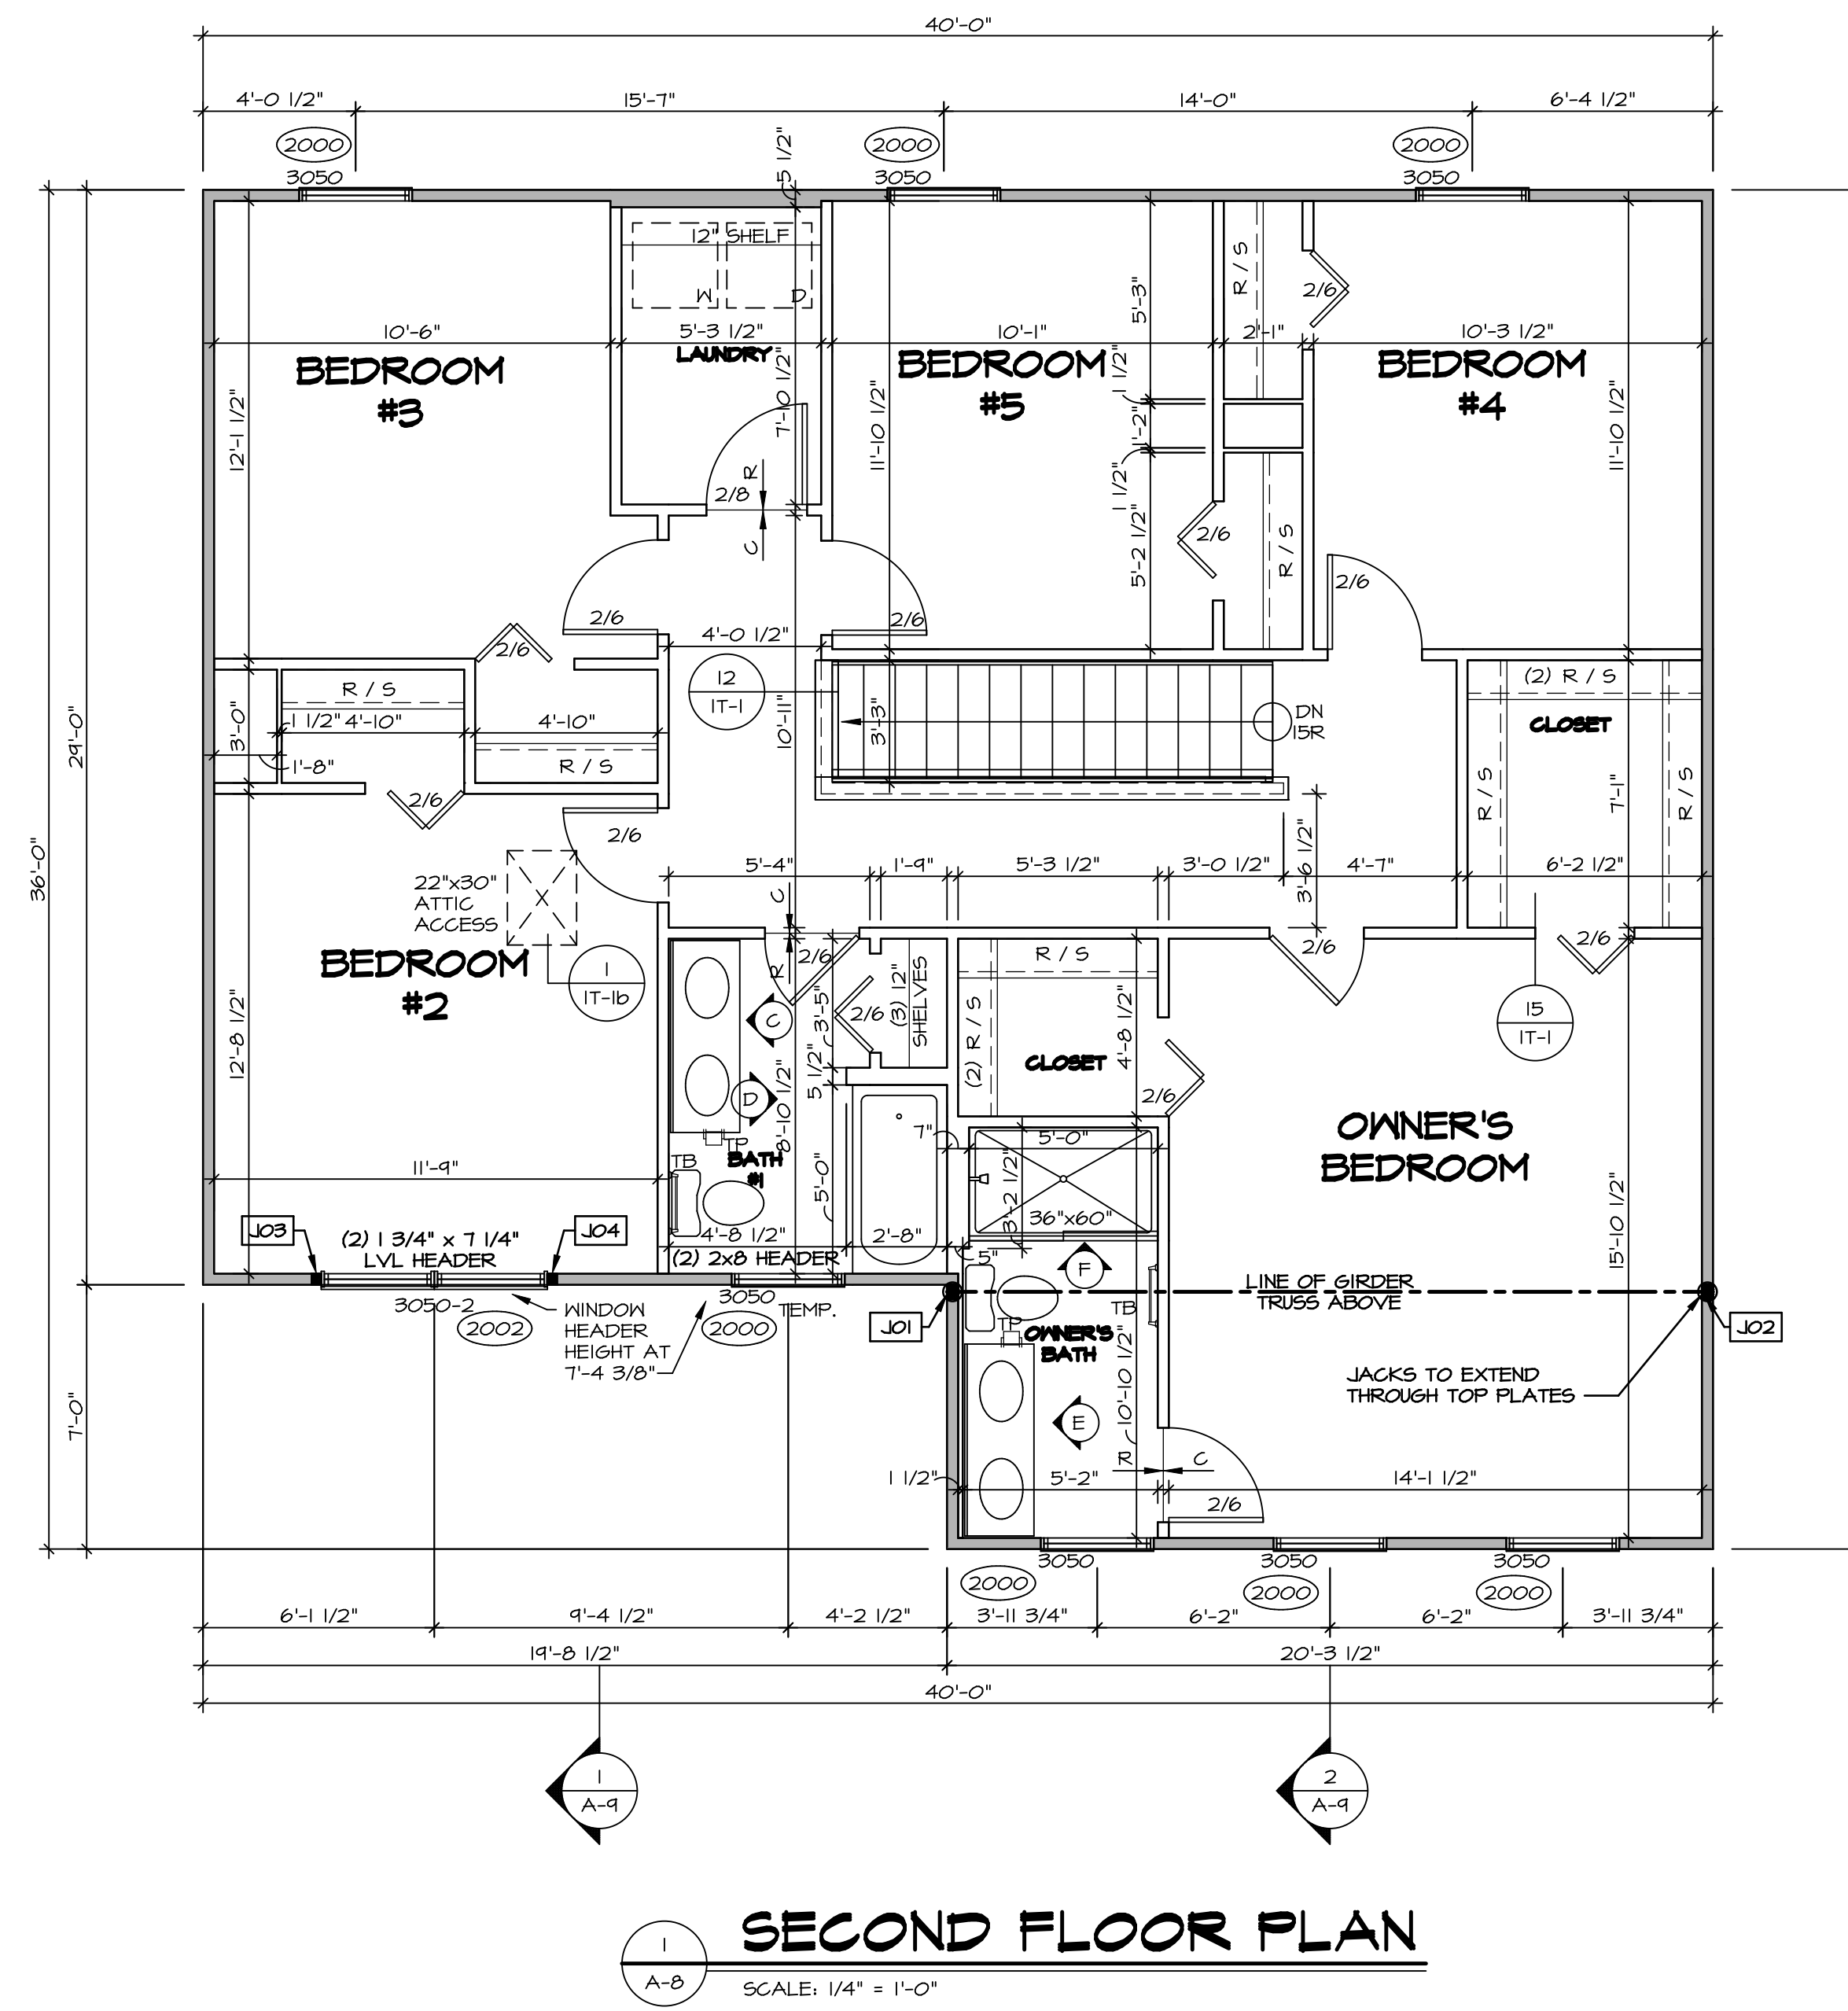 40'-0"
4'-0 1/2"
15'-7"
14'-0"
6'-4 1/2"
2000
2000
2000
3050
3050
3050
5 1/2"
12" SHELF
W
D
R / S
2/6
5'-3"
10'-6"
5'-3 1/2"
10'-1"
2'-1"
10'-3 1/2"
LAUNDRY
BEDROOM
#3
BEDROOM
#5
BEDROOM
#4
12'-1 1/2"
7'-10 1/2"
11'-10 1/2"
1 1/2"
1'-2"
1 1/2"
11'-10 1/2"
2/8
R
C
5'-2 1/2"
2/6
R / S
2/6
2/6
2/6
2/6
4'-0 1/2"
12
1T-1
R / S
1 1/2"
4'-10"
4'-10"
3'-0"
1'-8"
R / S
10'-11"
3'-3"
DN
15R
(2) R / S
CLOSET
R / S
R / S
7'-1"
29'-0"
36'-0"
2/6
2/6
5'-4"
1'-9"
5'-3 1/2"
3'-0 1/2"
3'-6 1/2"
4'-7"
6'-2 1/2"
22"x30"
ATTIC
ACCESS
C
R
2/6
2/6
2/6
BEDROOM
#2
1
1T-1b
12'-8 1/2"
C
3'-5"
2/6
(3) 12"
SHELVES
R / S
(2) R / S
4'-8 1/2"
CLOSET
2/6
15
1T-1
D
8'-10 1/2"
5 1/2"
TP
TB
BATH
#1
5'-0"
7"
5'-0"
3'-2 1/2"
36"x60"
OWNER'S
BEDROOM
11'-9"
15'-10 1/2"
J03
J04
(2) 1 3/4" x 7 1/4"
LVL HEADER
4'-8 1/2"
2'-8"
(2) 2x8 HEADER
5"
F
LINE OF GIRDER
TRUSS ABOVE
3050-2
2002
WINDOW
HEADER
HEIGHT AT
7'-4 3/8"
3050
TEMP.
2000
J01
TB
TP
OWNER'S
BATH
J02
JACKS TO EXTEND
THROUGH TOP PLATES
7'-0"
E
10'-10 1/2"
R
C
1 1/2"
5'-2"
14'-1 1/2"
2/6
3050
3050
3050
2000
2000
2000
6'-1 1/2"
9'-4 1/2"
4'-2 1/2"
3'-11 3/4"
6'-2"
6'-2"
3'-11 3/4"
19'-8 1/2"
20'-3 1/2"
40'-0"
1
A-9
2
A-9
1
A-8
SECOND FLOOR PLAN
SCALE: 1/4" = 1'-0"